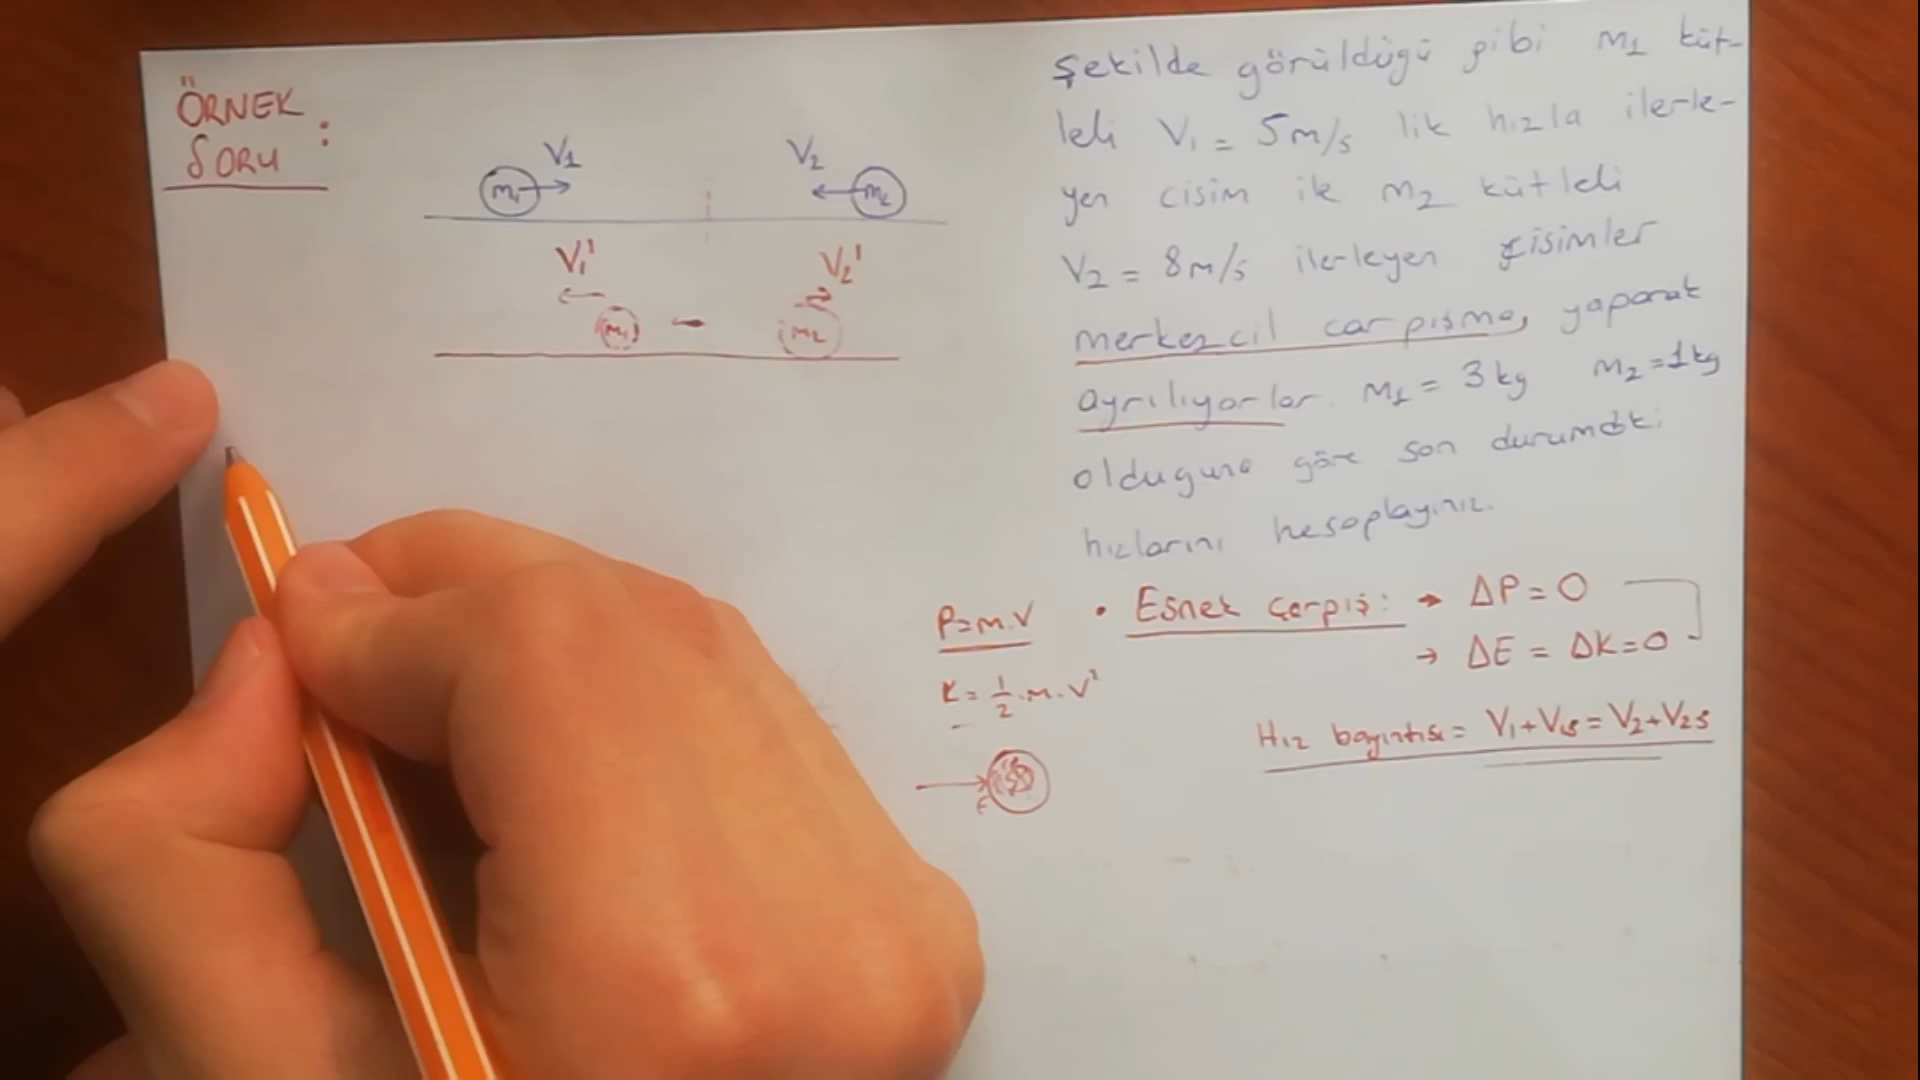 ÖRNEK
SORU :
V1
V2
m1
m2
V1'
V2'
m1
m2
Şekilde görüldüğü gibi m1 küt-
leli V1 = 5m/s lik hızla ilerle-
yen cisim ile m2 kütleli
V2 = 8m/s ilerleyen cisimler
merkezcil carpışma, yaparak
ayrılıyorlar. m1 = 3kg m2 = 1kg
olduguna göre son durumdaki
hızlarını hesaplayınız.
P=m.V
• Esnek çarpış: → ΔP = 0
→ ΔE = ΔK = 0
K = 1/2 .m.V²
Hız bagıntısı = V1+V1s = V2+V2s
F